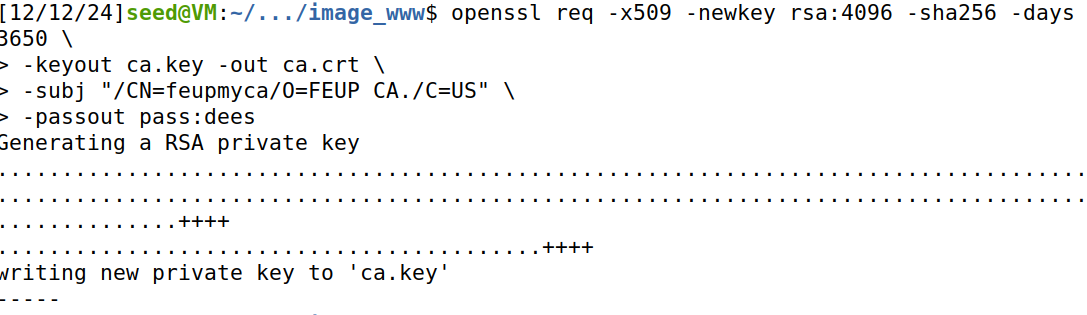 [12/12/24]seed@VM:~/.../image_www$ openssl req -x509 -newkey rsa:4096 -sha256 -days
3650 \
> -keyout ca.key -out ca.crt \
> -subj "/CN=feupmyca/O=FEUP CA./C=US" \
> -passout pass:dees
Generating a RSA private key
.....................................................................................
.....................................................................................
..............++++
..........................................++++
writing new private key to 'ca.key'
-----